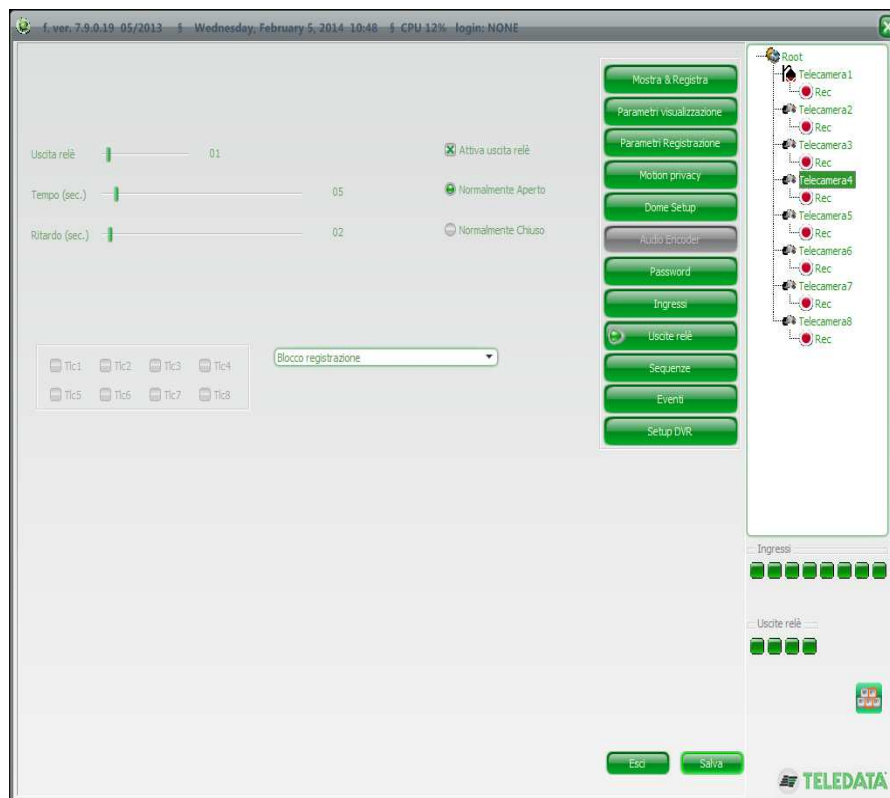 f. ver. 7.9.0.19 05/2013 § Wednesday, February 5, 2014 10:48 § CPU 12% login: NONE
Uscita relè 01
Attiva uscita relè
Tempo (sec.) 05
Normalmente Aperto
Ritardo (sec.) 02
Normalmente Chiuso
Tlc1 Tlc2 Tlc3 Tlc4
Tlc5 Tlc6 Tlc7 Tlc8
Blocco registrazione
Mostra & Registra
Parametri visualizzazione
Parametri Registrazione
Motion privacy
Dome Setup
Audio Encoder
Password
Ingressi
Uscite relè
Sequenze
Eventi
Setup DVR
Root
Telecamera1
Rec
Telecamera2
Rec
Telecamera3
Rec
Telecamera4
Rec
Telecamera5
Rec
Telecamera6
Rec
Telecamera7
Rec
Telecamera8
Rec
Ingressi
Uscite relè
Esci
Salva
TELEDATA